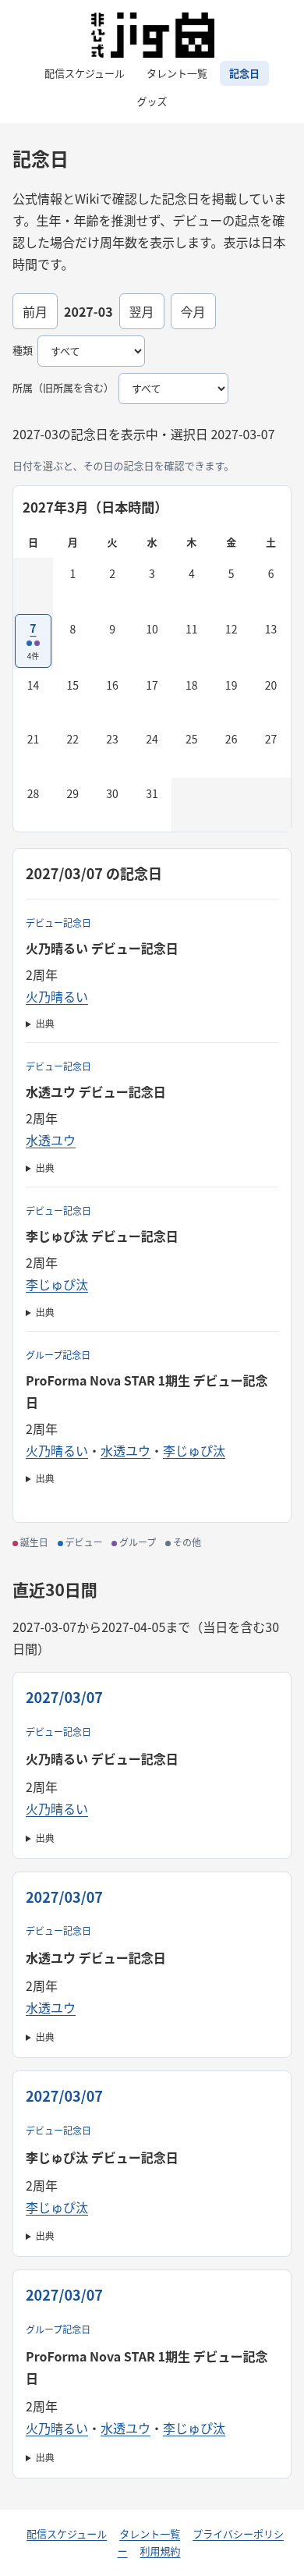 非公式
jig
配信スケジュール
タレント一覧
記念日
グッズ
記念日
公式情報とWikiで確認した記念日を掲載していま
す。生年・年齢を推測せず、デビューの起点を確
認した場合だけ周年数を表示します。表示は日本
時間です。
前月
2027-03
翌月
今月
種類
すべて
所属（旧所属を含む）
すべて
2027-03の記念日を表示中・選択日 2027-03-07
日付を選ぶと、その日の記念日を確認できます。
2027年3月（日本時間）
日 月 火 水 木 金 土
1 2 3 4 5 6
7 8 9 10 11 12 13
4件
14 15 16 17 18 19 20
21 22 23 24 25 26 27
28 29 30 31
2027/03/07 の記念日
デビュー記念日
火乃晴るい デビュー記念日
2周年
火乃晴るい
▶ 出典
デビュー記念日
水透ユウ デビュー記念日
2周年
水透ユウ
▶ 出典
デビュー記念日
李じゅぴ汰 デビュー記念日
2周年
李じゅぴ汰
▶ 出典
グループ記念日
ProForma Nova STAR 1期生 デビュー記念
日
2周年
火乃晴るい・水透ユウ・李じゅぴ汰
▶ 出典
誕生日 デビュー グループ その他
直近30日間
2027-03-07から2027-04-05まで（当日を含む30
日間）
2027/03/07
デビュー記念日
火乃晴るい デビュー記念日
2周年
火乃晴るい
▶ 出典
2027/03/07
デビュー記念日
水透ユウ デビュー記念日
2周年
水透ユウ
▶ 出典
2027/03/07
デビュー記念日
李じゅぴ汰 デビュー記念日
2周年
李じゅぴ汰
▶ 出典
2027/03/07
グループ記念日
ProForma Nova STAR 1期生 デビュー記念
日
2周年
火乃晴るい・水透ユウ・李じゅぴ汰
▶ 出典
配信スケジュール タレント一覧 プライバシーポリシ
ー 利用規約